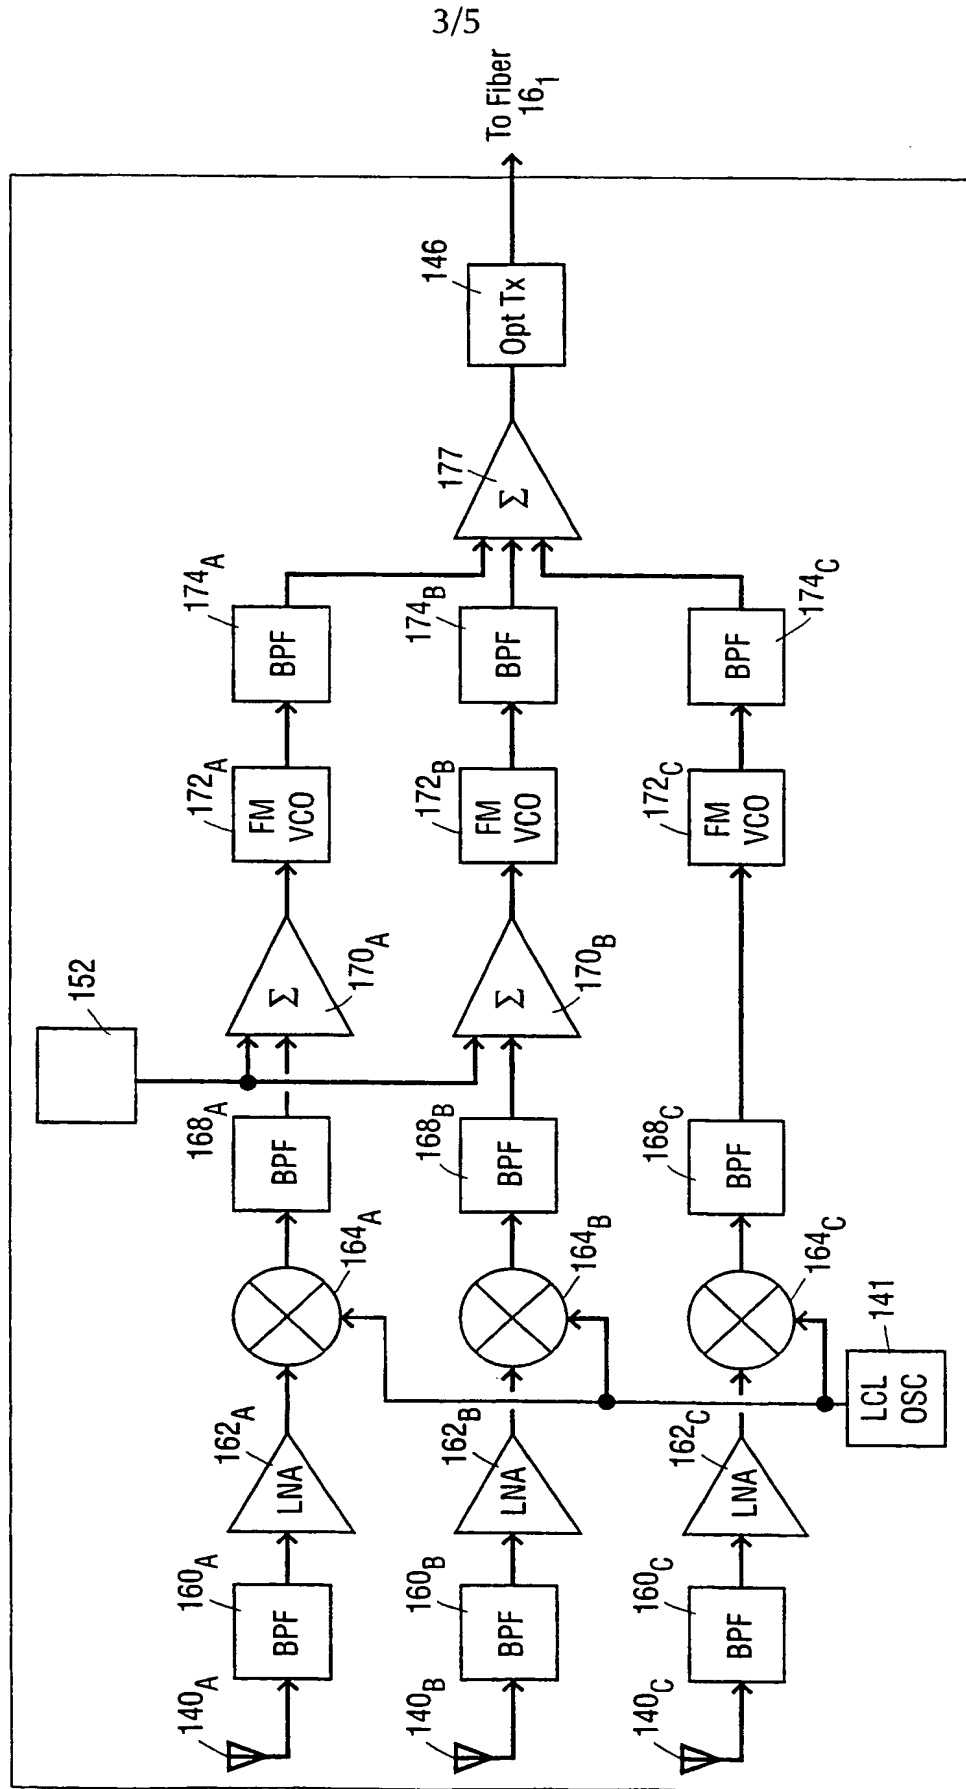 3/5
To Fiber
16₁
146
Opt Tx
177
Σ
174A
BPF
174B
BPF
174C
BPF
172A
FM
VCO
172B
FM
VCO
172C
FM
VCO
152
Σ
170A
Σ
170B
168A
BPF
168B
BPF
168C
BPF
164A
164B
164C
141
LCL
OSC
162A
LNA
162B
LNA
162C
LNA
160A
BPF
160B
BPF
160C
BPF
140A
140B
140C